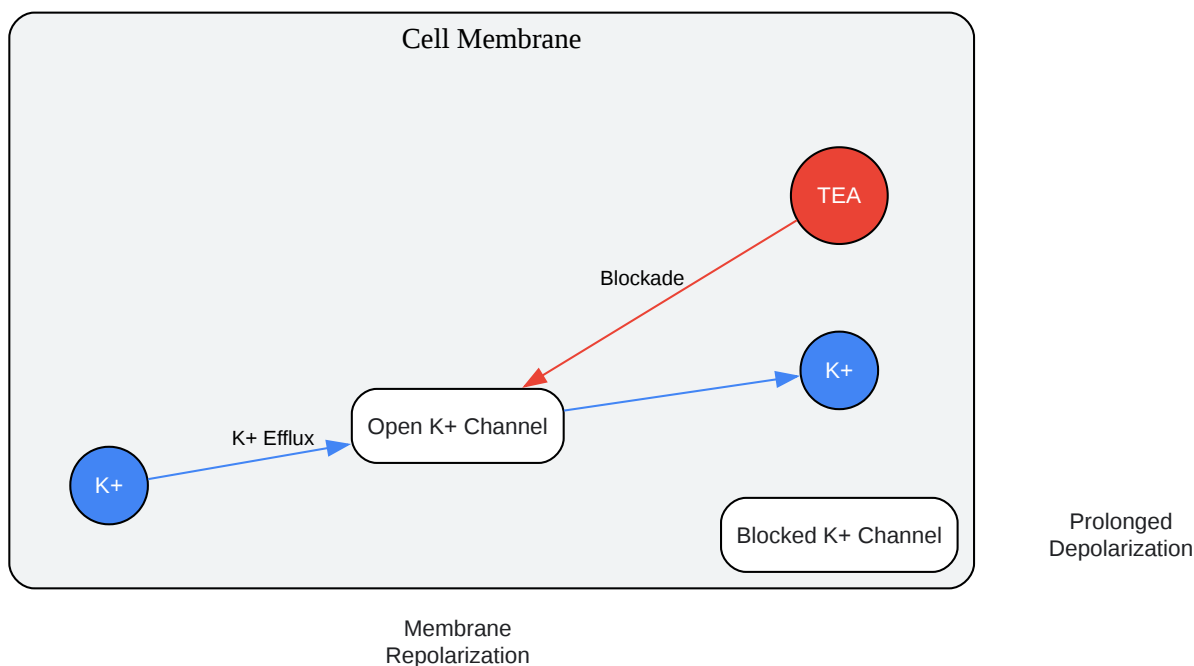 Cell Membrane
TEA
Blockade
K+
Open K+ Channel
K+ Efflux
K+
Blocked K+ Channel
Prolonged
Depolarization
Membrane
Repolarization